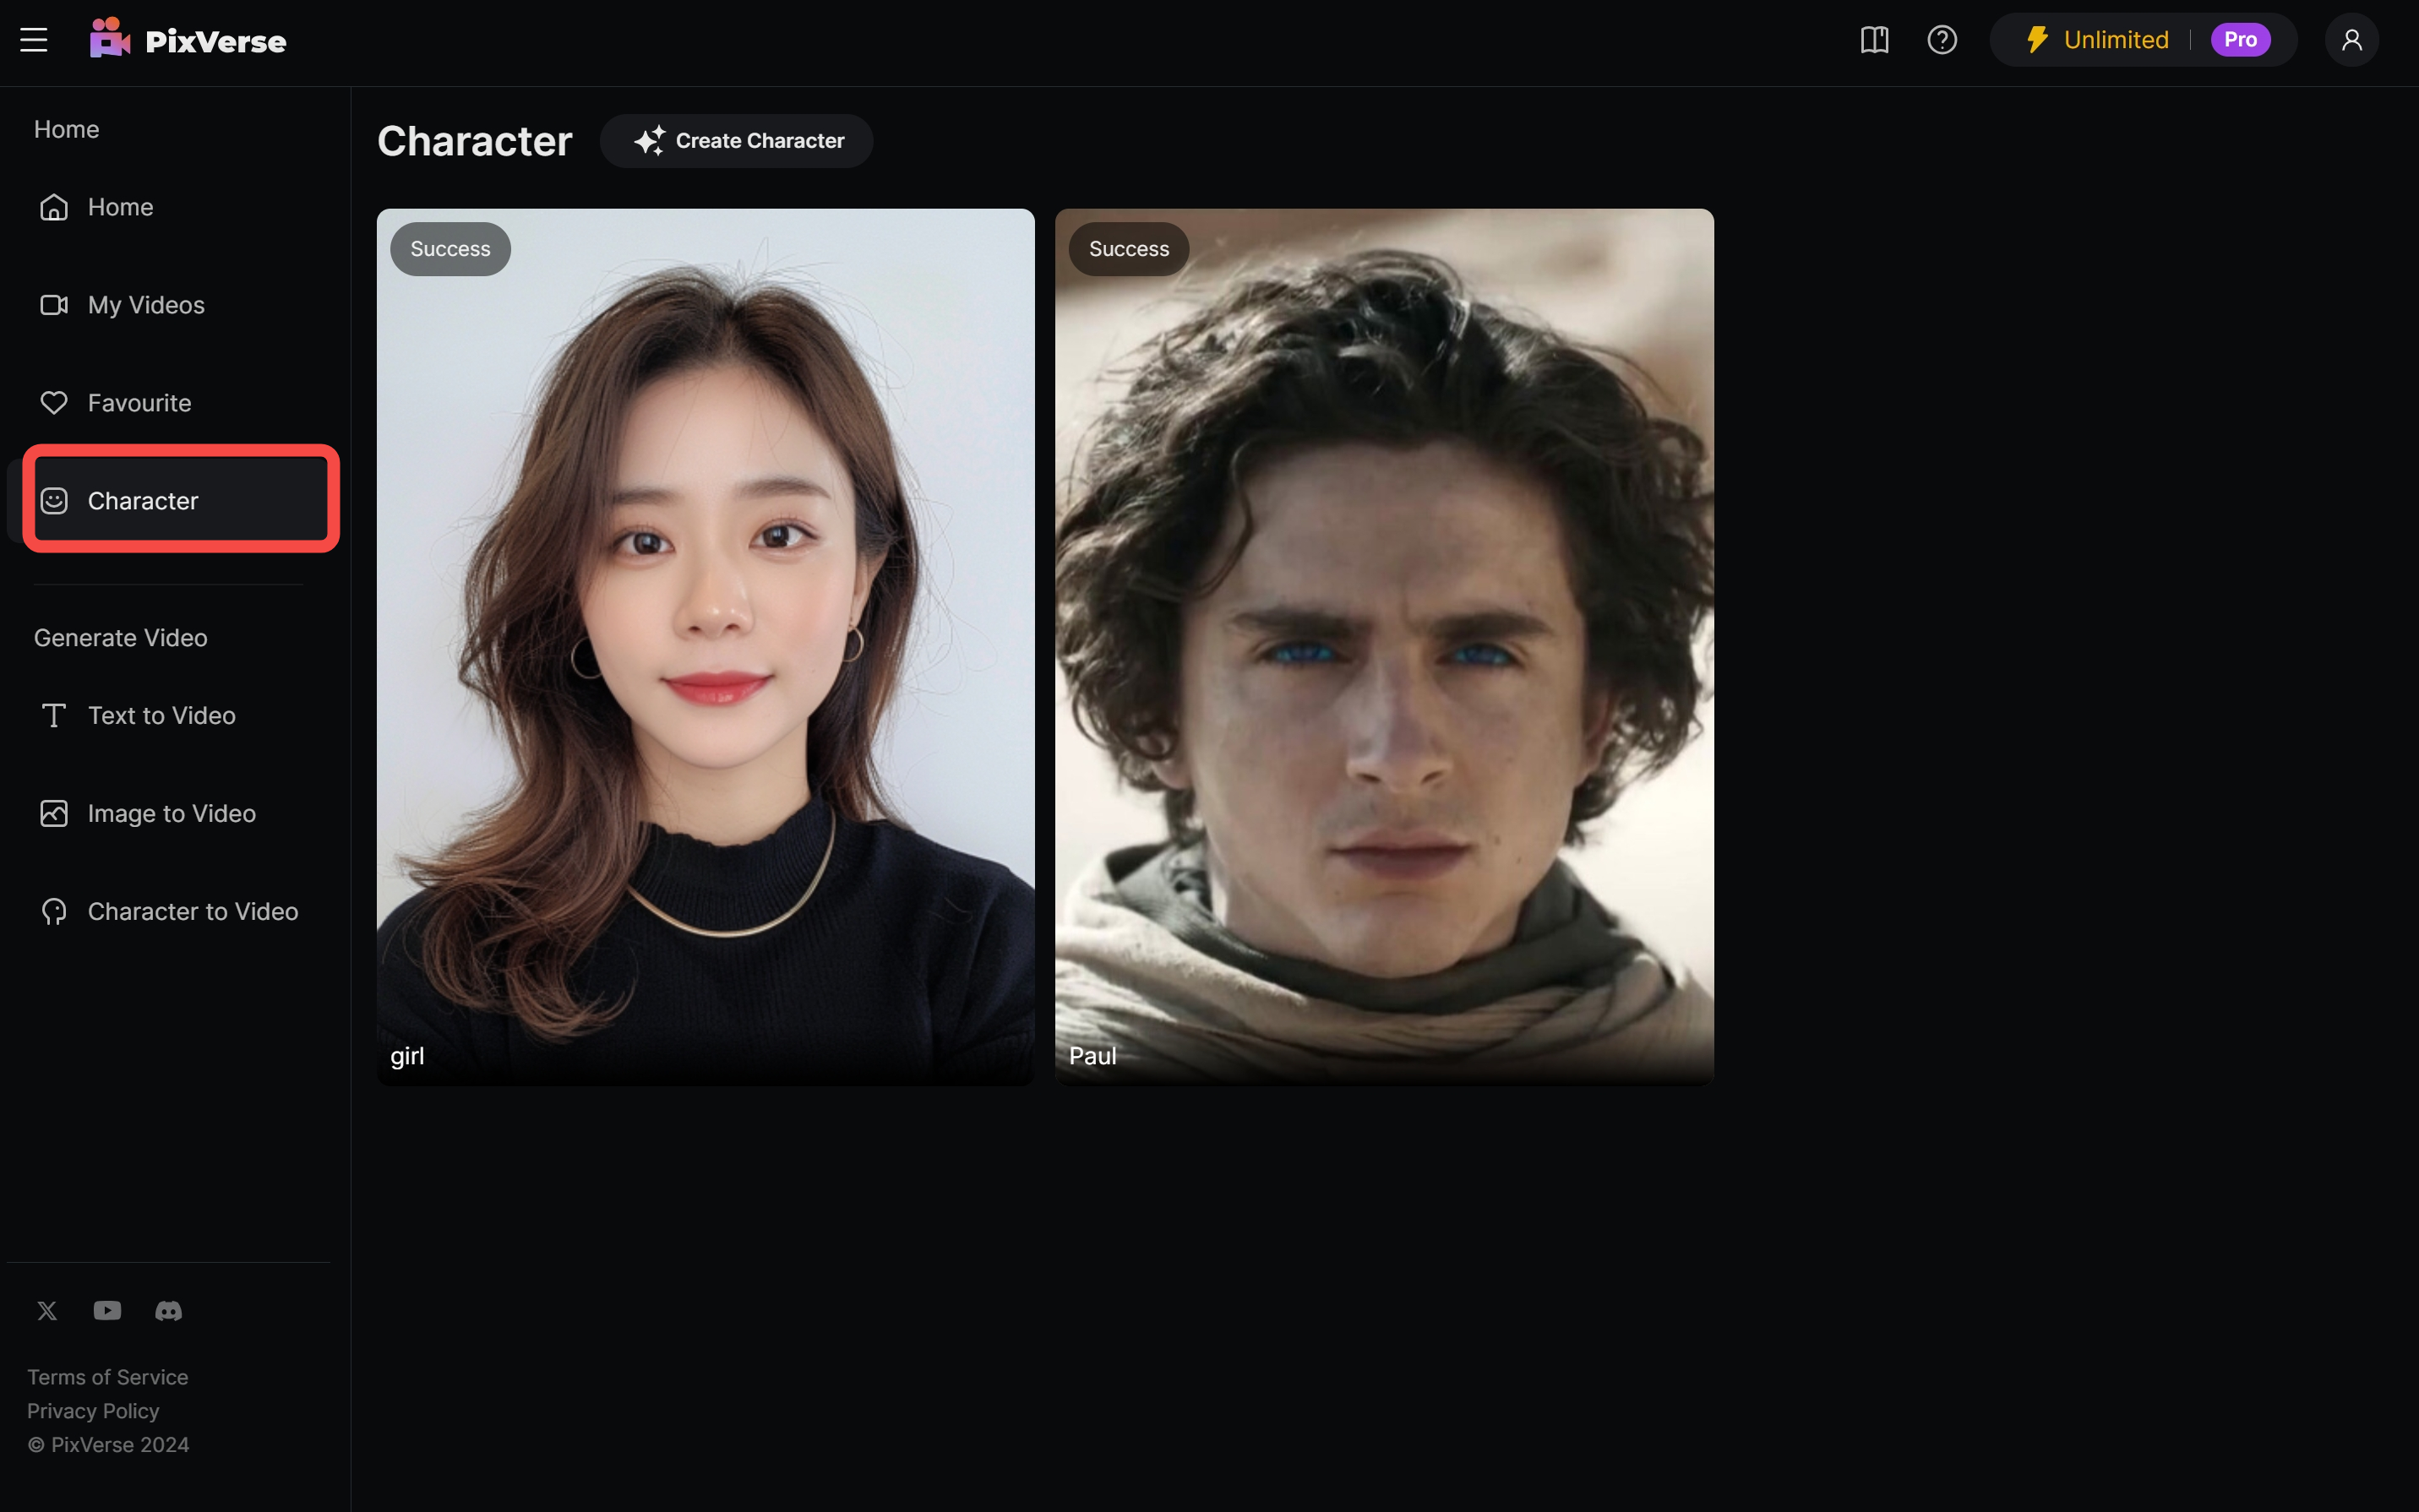 PixVerse
Unlimited
Pro
Home
Home
My Videos
Favourite
Character
Generate Video
Text to Video
Image to Video
Character to Video
Terms of Service
Privacy Policy
© PixVerse 2024
Character
Create Character
Success
girl
Success
Paul